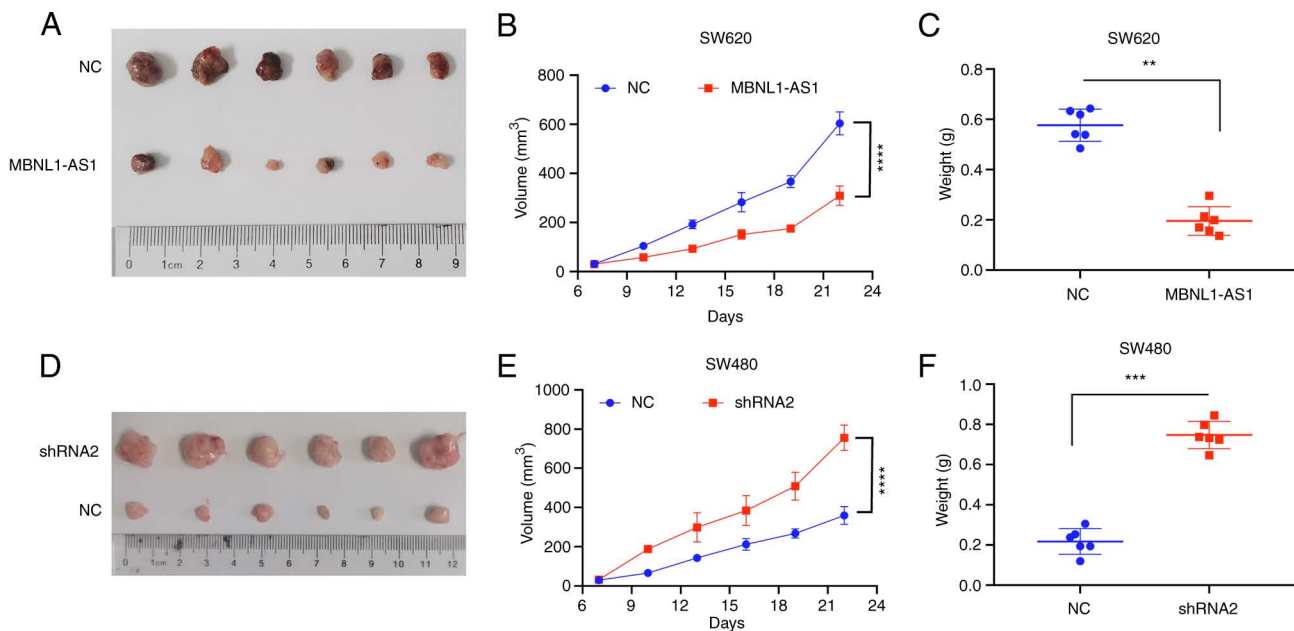 A
NC
MBNL1-AS1
0 1cm 2 3 4 5 6 7 8 9
B
SW620
NC MBNL1-AS1
Volume (mm³)
800
600
400
200
0
6 9 12 15 18 21 24
Days
****
C
SW620
**
Weight (g)
0.8
0.6
0.4
0.2
0.0
NC MBNL1-AS1
D
shRNA2
NC
0 1cm 2 3 4 5 6 7 8 9 10 11 12
E
SW480
NC shRNA2
Volume (mm³)
1000
800
600
400
200
0
6 9 12 15 18 21 24
Days
****
F
SW480
***
Weight (g)
1.0
0.8
0.6
0.4
0.2
0.0
NC shRNA2